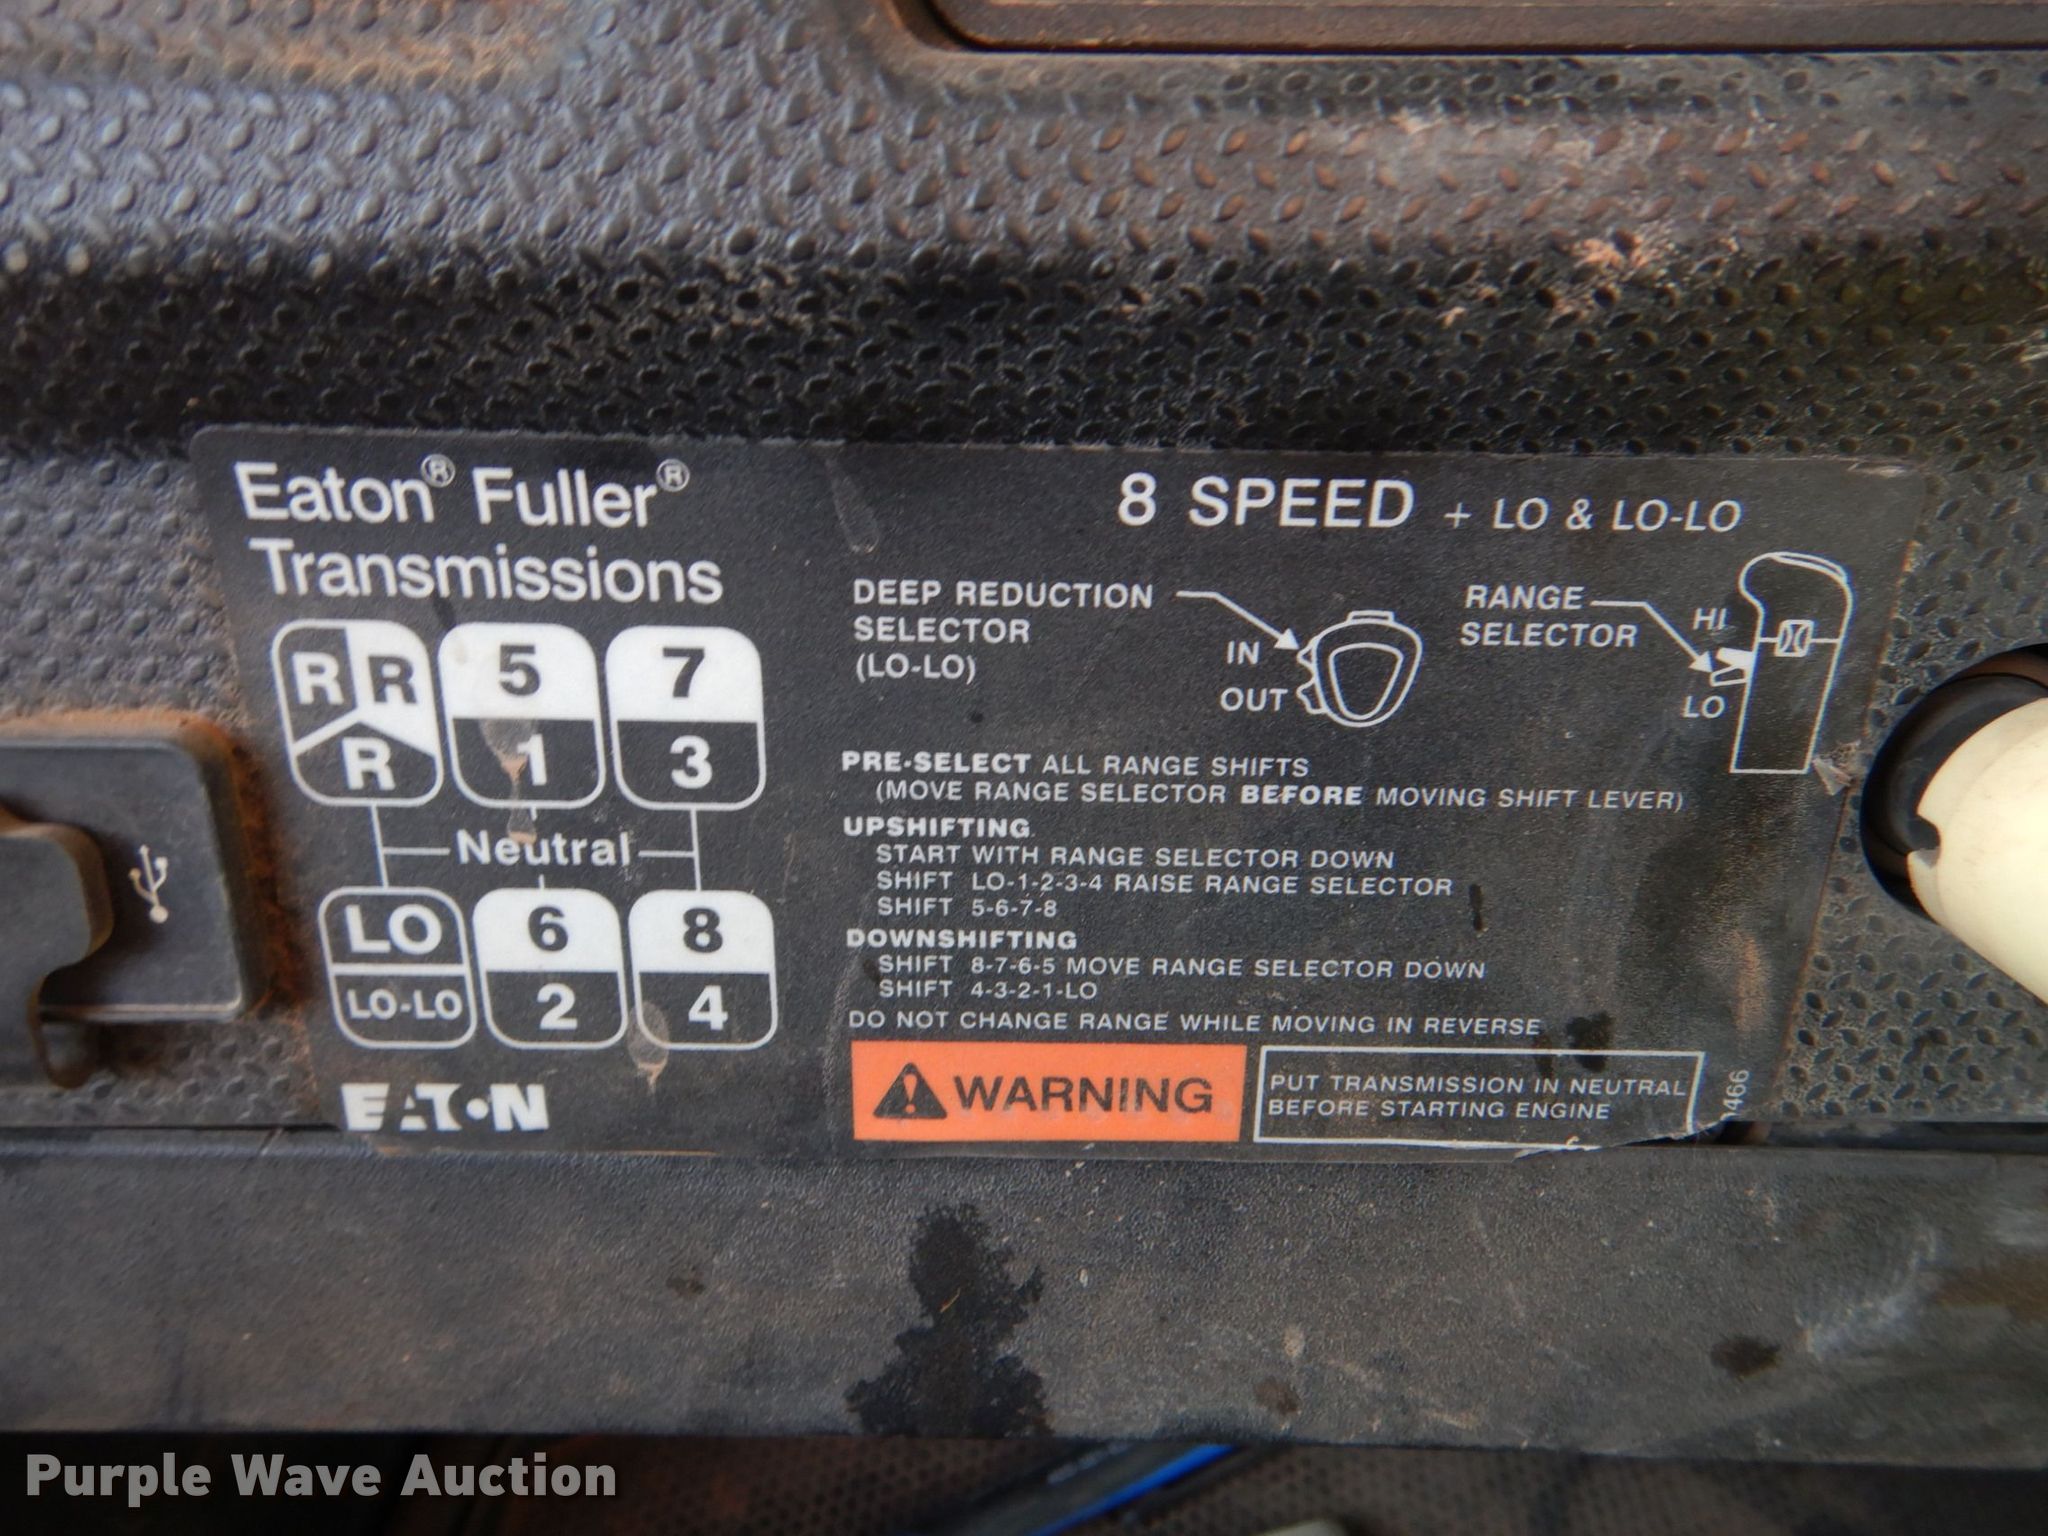 Eaton® Fuller®
Transmissions
8 SPEED + LO & LO-LO
R R
R
5
1
7
3
Neutral
LO
LO-LO
6
2
8
4
EATON
DEEP REDUCTION
SELECTOR
(LO-LO)
IN
OUT
RANGE
SELECTOR
HI
LO
PRE-SELECT ALL RANGE SHIFTS
(MOVE RANGE SELECTOR BEFORE MOVING SHIFT LEVER)
UPSHIFTING
START WITH RANGE SELECTOR DOWN
SHIFT LO-1-2-3-4 RAISE RANGE SELECTOR
SHIFT 5-6-7-8
DOWNSHIFTING
SHIFT 8-7-6-5 MOVE RANGE SELECTOR DOWN
SHIFT 4-3-2-1-LO
DO NOT CHANGE RANGE WHILE MOVING IN REVERSE
WARNING
PUT TRANSMISSION IN NEUTRAL
BEFORE STARTING ENGINE
Purple Wave Auction